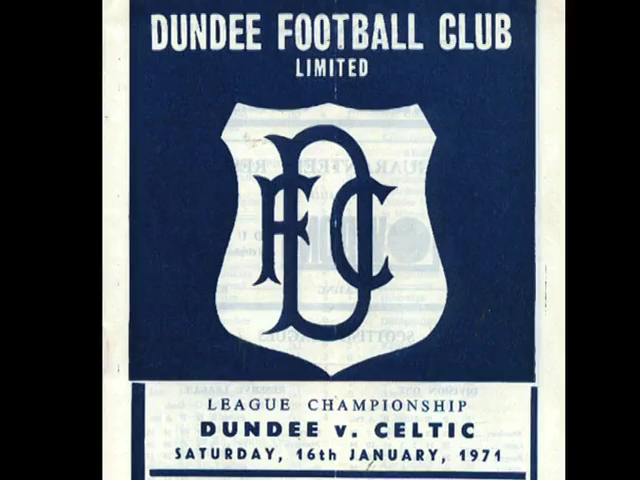 DUNDEE FOOTBALL CLUB
LIMITED
DFC
LEAGUE CHAMPIONSHIP
DUNDEE v. CELTIC
SATURDAY, 16th JANUARY, 1971